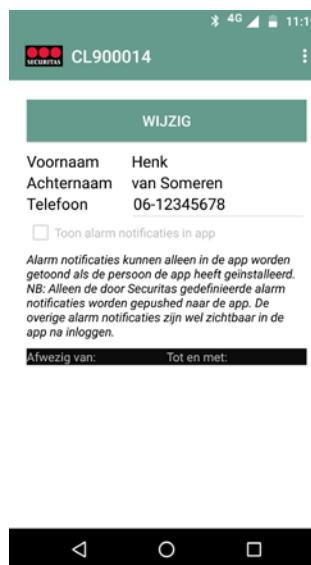 4G 11:1
SECURITAS CL900014
WIJZIG
Voornaam Henk
Achternaam van Someren
Telefoon 06-12345678
Toon alarm notificaties in app
Alarm notificaties kunnen alleen in de app worden
getoond als de persoon de app heeft geïnstalleerd.
NB: Alleen de door Securitas gedefinieerde alarm
notificaties worden gepushed naar de app. De
overige alarm notificaties zijn wel zichtbaar in de
app na inloggen.
Afwezig van: Tot en met: